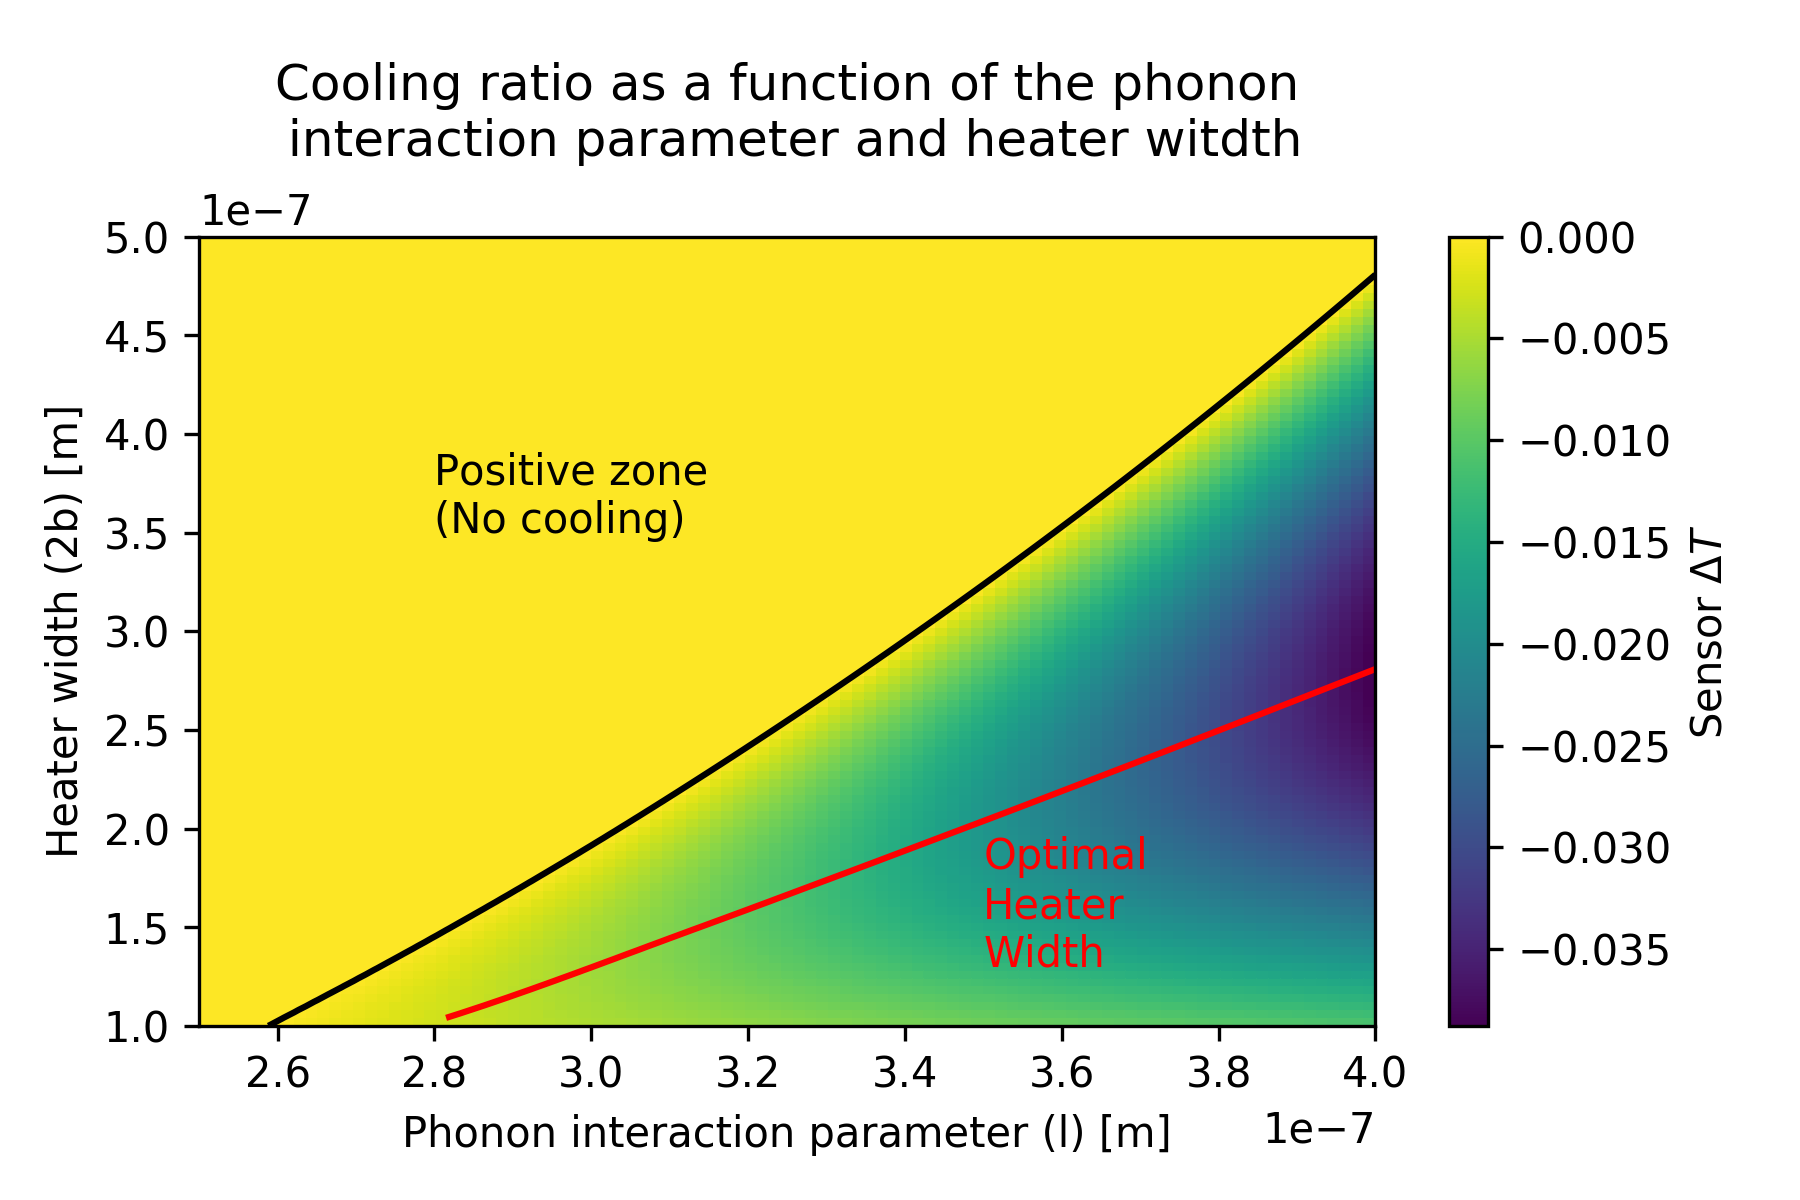 Cooling ratio as a function of the phonon
interaction parameter and heater witdth
1e−7
5.0
4.5
4.0
3.5
3.0
2.5
2.0
1.5
1.0
Heater width (2b) [m]
Positive zone
(No cooling)
Optimal
Heater
Width
2.6 2.8 3.0 3.2 3.4 3.6 3.8 4.0
Phonon interaction parameter (l) [m]
1e−7
0.000
−0.005
−0.010
−0.015
−0.020
−0.025
−0.030
−0.035
Sensor ΔT